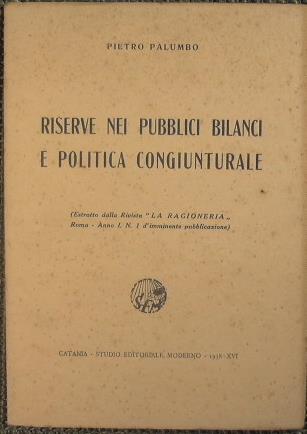 PIETRO PALUMBO
RISERVE NEI PUBBLICI BILANCI
E POLITICA CONGIUNTURALE
(Estratto dalla Rivista "LA RAGIONERIA„
Roma - Anno I. N. 1 d'imminente pubblicazione)
SEM
CATANIA - STUDIO EDITORIALE MODERNO - 1938-XVI